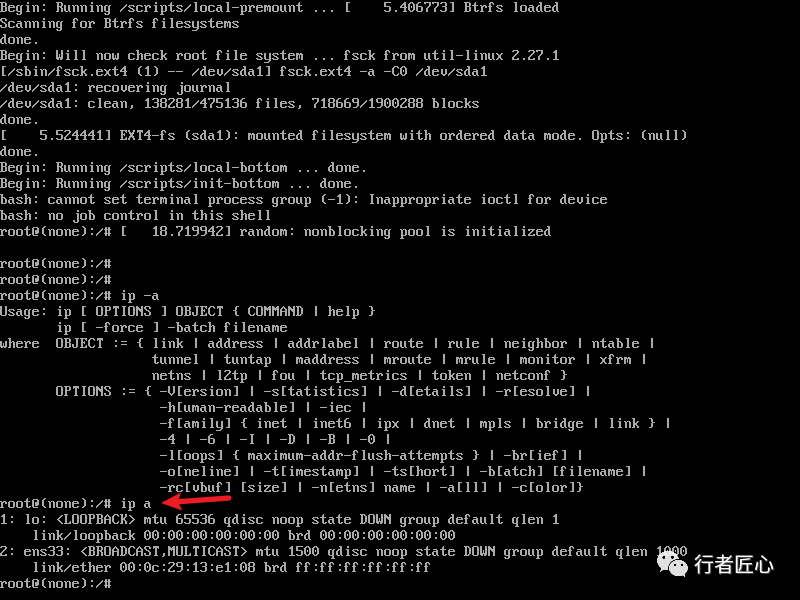 Begin: Running /scripts/local-premount ... [    5.406773] Btrfs loaded
Scanning for Btrfs filesystems
done.
Begin: Will now check root file system ... fsck from util-linux 2.27.1
[/sbin/fsck.ext4 (1) -- /dev/sda1] fsck.ext4 -a -C0 /dev/sda1
/dev/sda1: recovering journal
/dev/sda1: clean, 138281/475136 files, 718669/1900288 blocks
done.
[    5.524441] EXT4-fs (sda1): mounted filesystem with ordered data mode. Opts: (null)
done.
Begin: Running /scripts/local-bottom ... done.
Begin: Running /scripts/init-bottom ... done.
bash: cannot set terminal process group (-1): Inappropriate ioctl for device
bash: no job control in this shell
root@(none):/# [   18.719942] random: nonblocking pool is initialized
root@(none):/#
root@(none):/#
root@(none):/# ip -a
Usage: ip [ OPTIONS ] OBJECT { COMMAND | help }
       ip [ -force ] -batch filename
where  OBJECT := { link | address | addrlabel | route | rule | neighbor | ntable |
                   tunnel | tuntap | maddress | mroute | mrule | monitor | xfrm |
                   netns | l2tp | fou | tcp_metrics | token | netconf }
       OPTIONS := { -V[ersion] | -s[tatistics] | -d[etails] | -r[esolve] |
                    -h[uman-readable] | -iec |
                    -f[amily] { inet | inet6 | ipx | dnet | mpls | bridge | link } |
                    -4 | -6 | -I | -D | -B | -0 |
                    -l[oops] { maximum-addr-flush-attempts } | -br[ief] |
                    -o[neline] | -t[imestamp] | -ts[hort] | -b[atch] [filename] |
                    -rc[vbuf] [size] | -n[etns] name | -a[ll] | -c[olor]}
root@(none):/# ip a
1: lo: <LOOPBACK> mtu 65536 qdisc noop state DOWN group default qlen 1
    link/loopback 00:00:00:00:00:00 brd 00:00:00:00:00:00
2: ens33: <BROADCAST,MULTICAST> mtu 1500 qdisc noop state DOWN group default qlen 1000
    link/ether 00:0c:29:13:e1:08 brd ff:ff:ff:ff:ff:ff
root@(none):/#
行者匠心